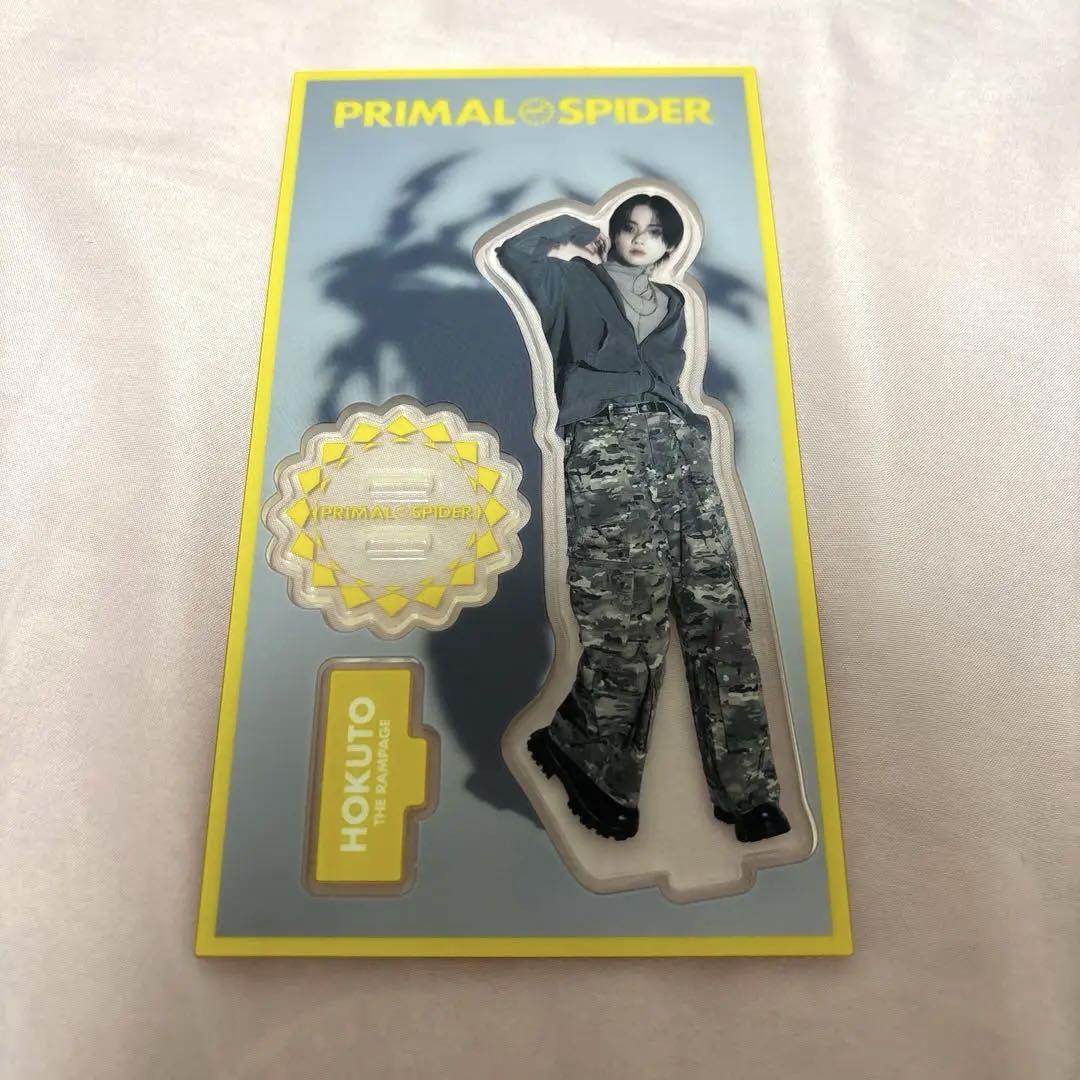 PRIMAL SPIDER
PRIMAL SPIDER
HOKUTO
THE RAMPAGE